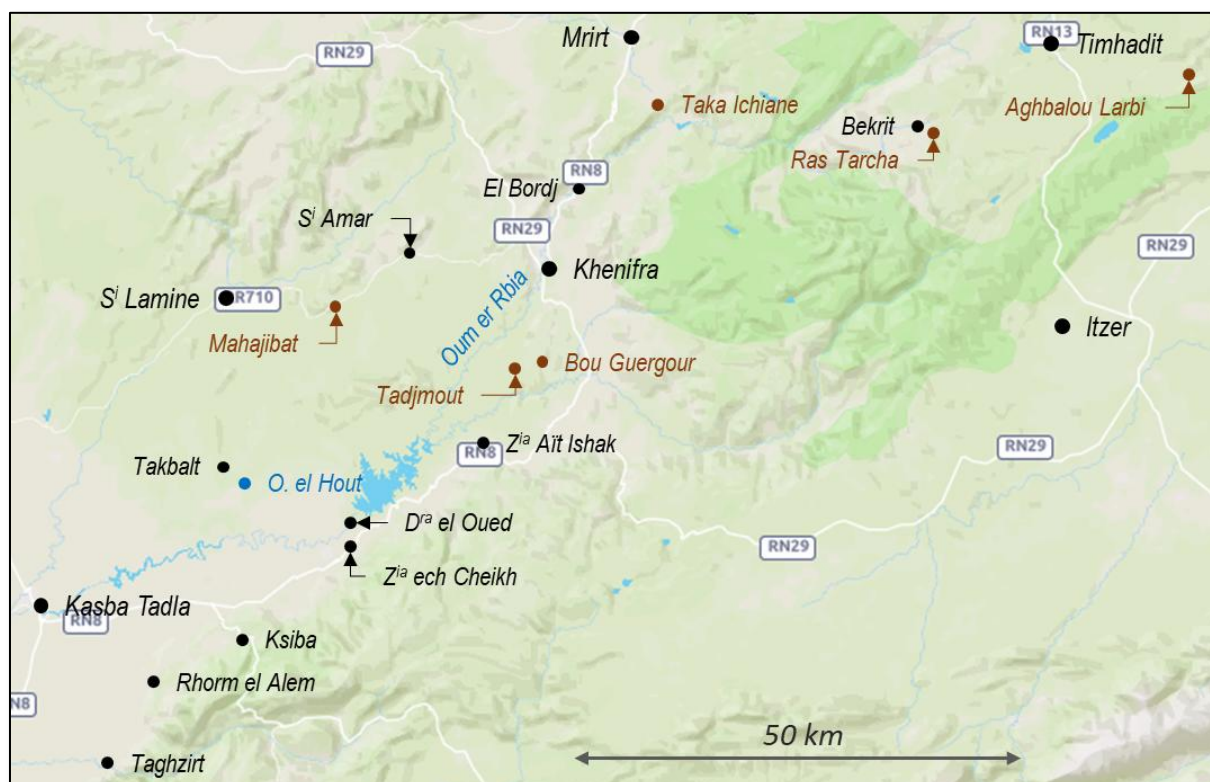 Mrirt
RN13
Timhadit
RN29
Taka Ichiane
Aghbalou Larbi
Bekrit
Ras Tarcha
RN8
El Bordj
Sⁱ Amar
RN29
RN29
Khenifra
Oum er Rbia
Sⁱ Lamine
R710
Mahajibat
Itzer
Bou Guergour
Tadjmout
Zⁱᵃ Aït Ishak
RN8
Takbalt
O. el Hout
Dʳᵃ el Oued
RN29
Zⁱᵃ ech Cheikh
Kasba Tadla
RN8
Ksiba
Rhorm el Alem
N8
50 km
Taghzirt